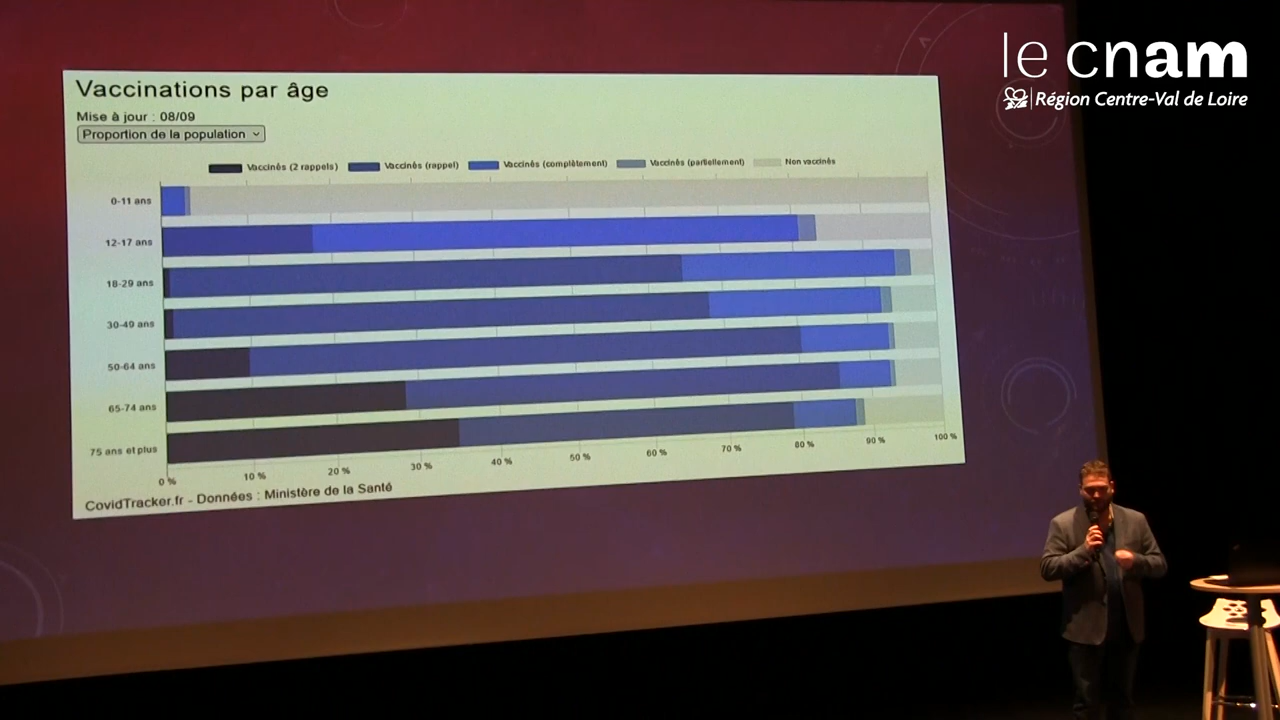 le cnam
Région Centre-Val de Loire
Vaccinations par âge
Mise à jour : 08/09
Proportion de la population
Vaccinés (2 rappels) Vaccinés (rappel) Vaccinés (complètement) Vaccinés (partiellement) Non vaccinés
0-11 ans
12-17 ans
18-29 ans
30-49 ans
50-64 ans
65-74 ans
75 ans et plus
0 % 10 % 20 % 30 % 40 % 50 % 60 % 70 % 80 % 90 % 100 %
CovidTracker.fr - Données : Ministère de la Santé